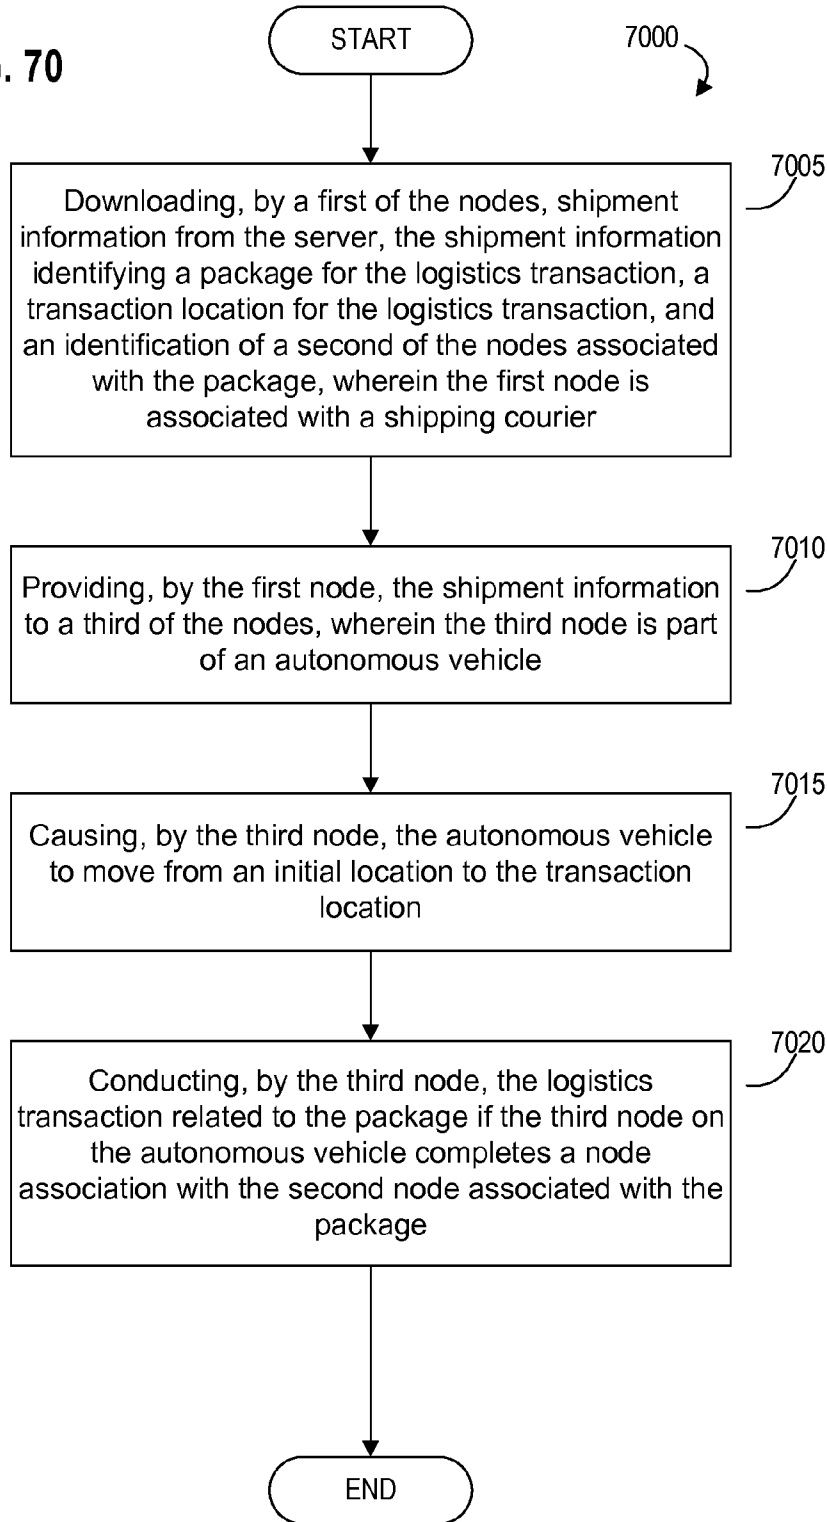 START
7000
. 70
7005
Downloading, by a first of the nodes, shipment
information from the server, the shipment information
identifying a package for the logistics transaction, a
transaction location for the logistics transaction, and
an identification of a second of the nodes associated
with the package, wherein the first node is
associated with a shipping courier
7010
Providing, by the first node, the shipment information
to a third of the nodes, wherein the third node is part
of an autonomous vehicle
7015
Causing, by the third node, the autonomous vehicle
to move from an initial location to the transaction
location
7020
Conducting, by the third node, the logistics
transaction related to the package if the third node on
the autonomous vehicle completes a node
association with the second node associated with the
package
END